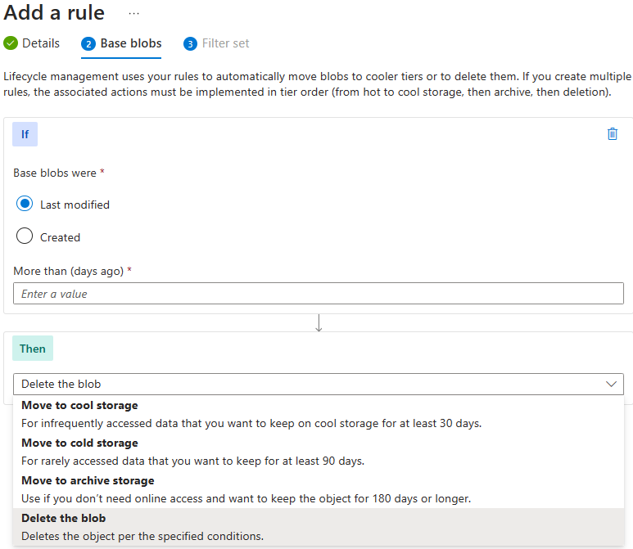 Add a rule ...
Details 2 Base blobs 3 Filter set
Lifecycle management uses your rules to automatically move blobs to cooler tiers or to delete them. If you create multiple
rules, the associated actions must be implemented in tier order (from hot to cool storage, then archive, then deletion).
If
Base blobs were *
Last modified
Created
More than (days ago) *
Enter a value
Then
Delete the blob
Move to cool storage
For infrequently accessed data that you want to keep on cool storage for at least 30 days.
Move to cold storage
For rarely accessed data that you want to keep for at least 90 days.
Move to archive storage
Use if you don’t need online access and want to keep the object for 180 days or longer.
Delete the blob
Deletes the object per the specified conditions.